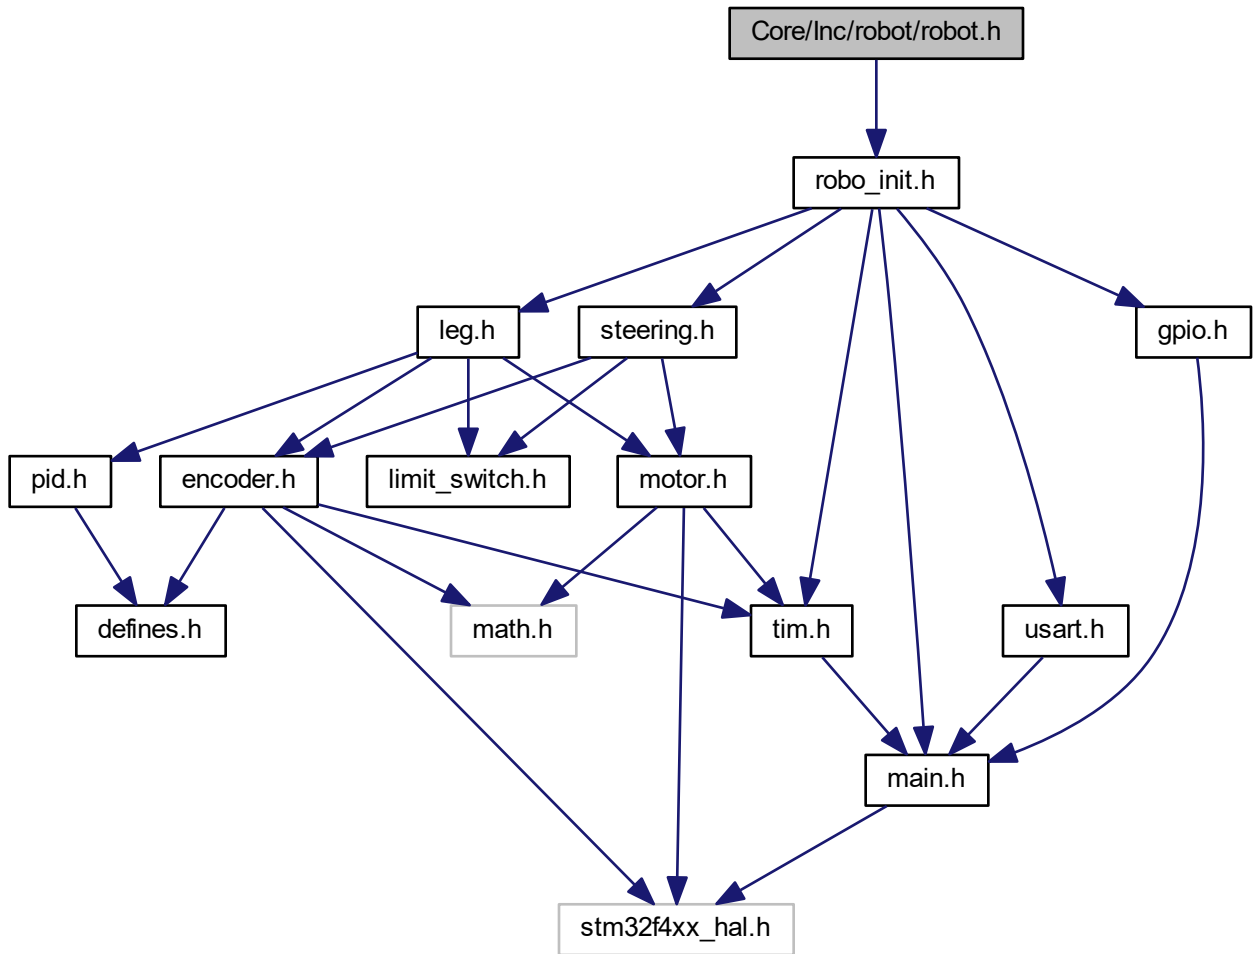 Core/Inc/robot/robot.h
robo_init.h
leg.h
steering.h
gpio.h
pid.h
encoder.h
limit_switch.h
motor.h
defines.h
math.h
tim.h
usart.h
main.h
stm32f4xx_hal.h